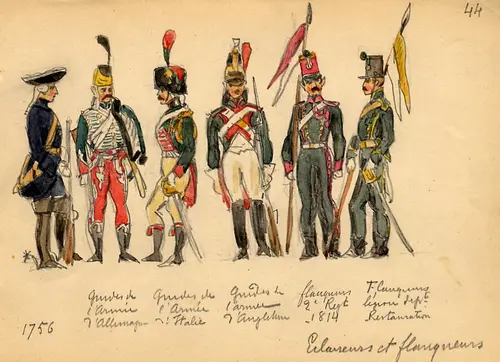 44
1756
Guides de
l'Armée
d'Allemagne
Guides de
l'Armée
d'Italie
Guides de
l'armée
d'Angleterre
flanqueurs
2e Regt
1814
Flanqueurs
légion dépt
Restauration
Eclaireurs et flanqueurs